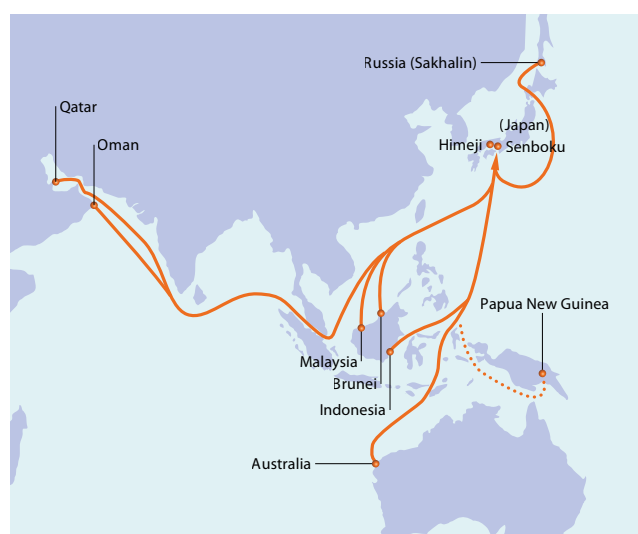 Russia (Sakhalin)
Qatar
(Japan)
Oman
Himeji
Senboku
Papua New Guinea
Malaysia
Brunei
Indonesia
Australia